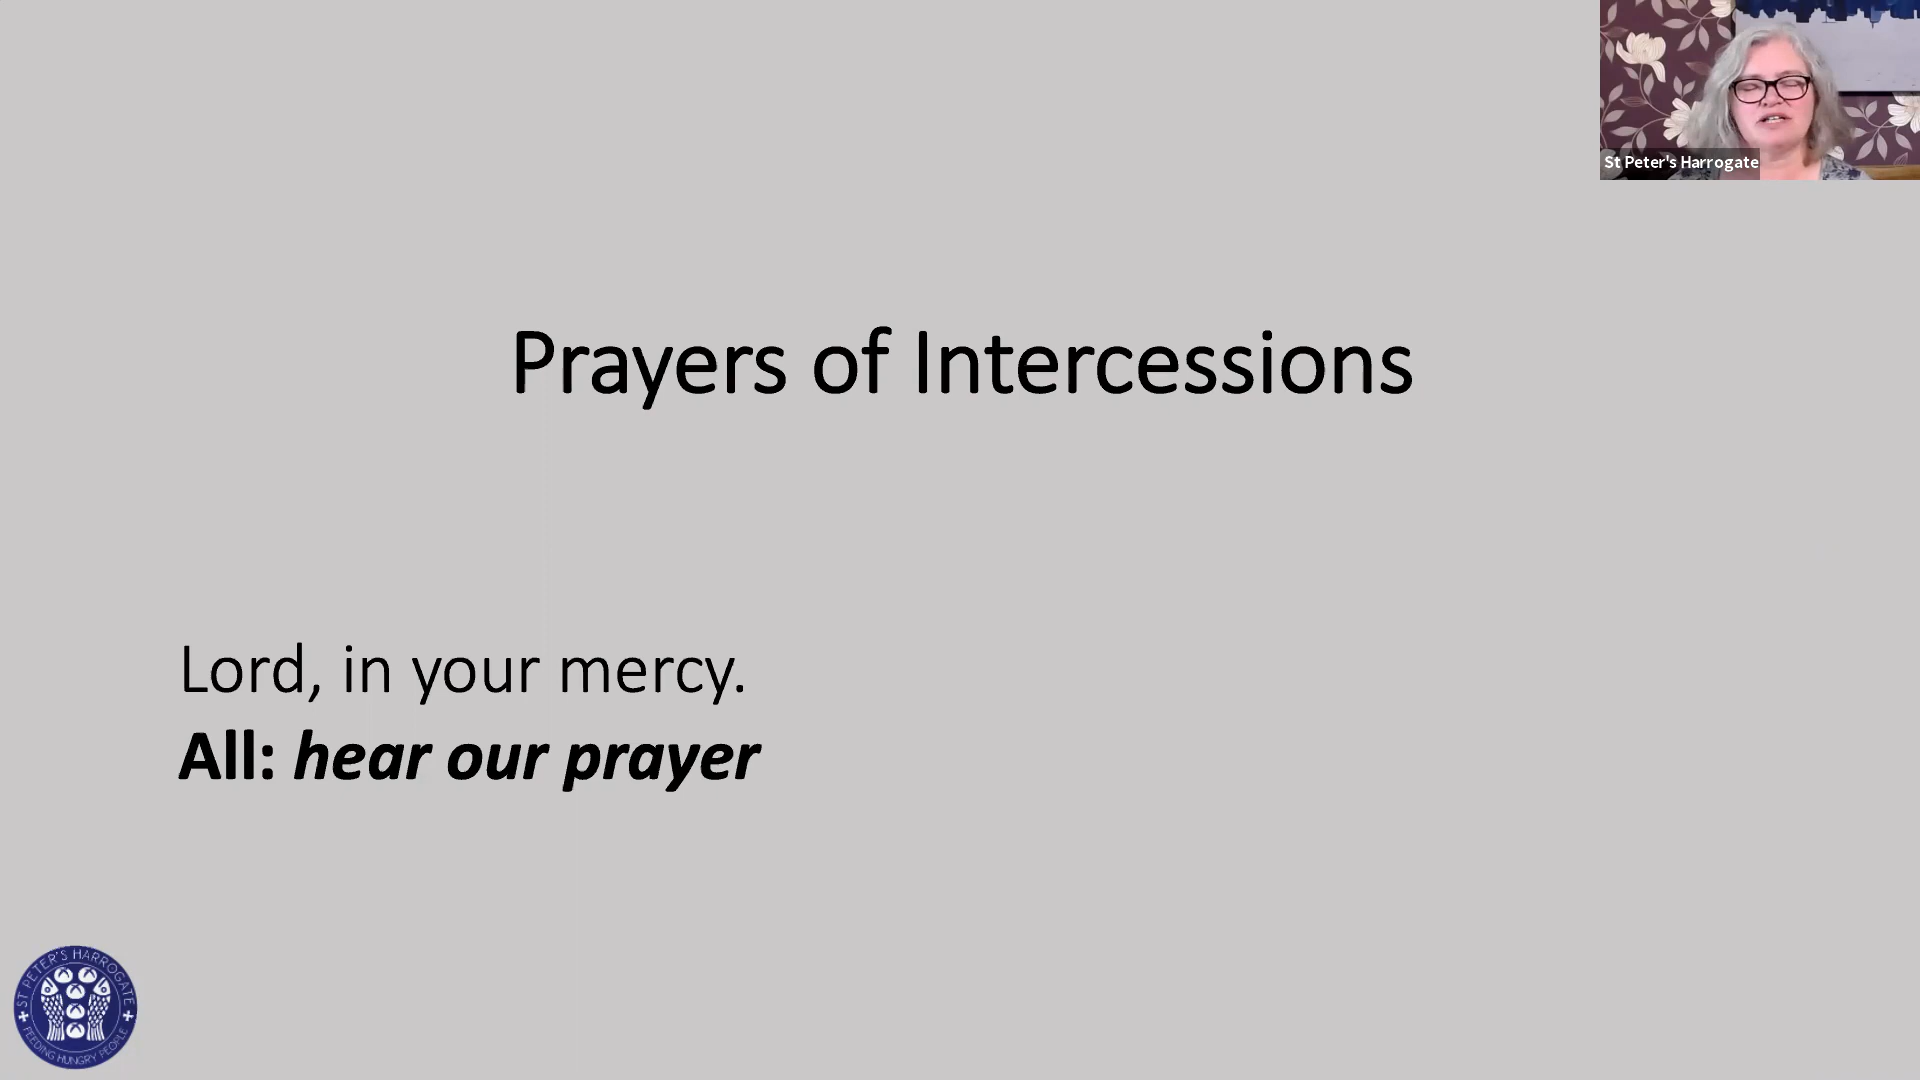 St Peter's Harrogate
Prayers of Intercessions
Lord, in your mercy.
All: hear our prayer
ST PETER'S HARROGATE
FEEDING HUNGRY PEOPLE